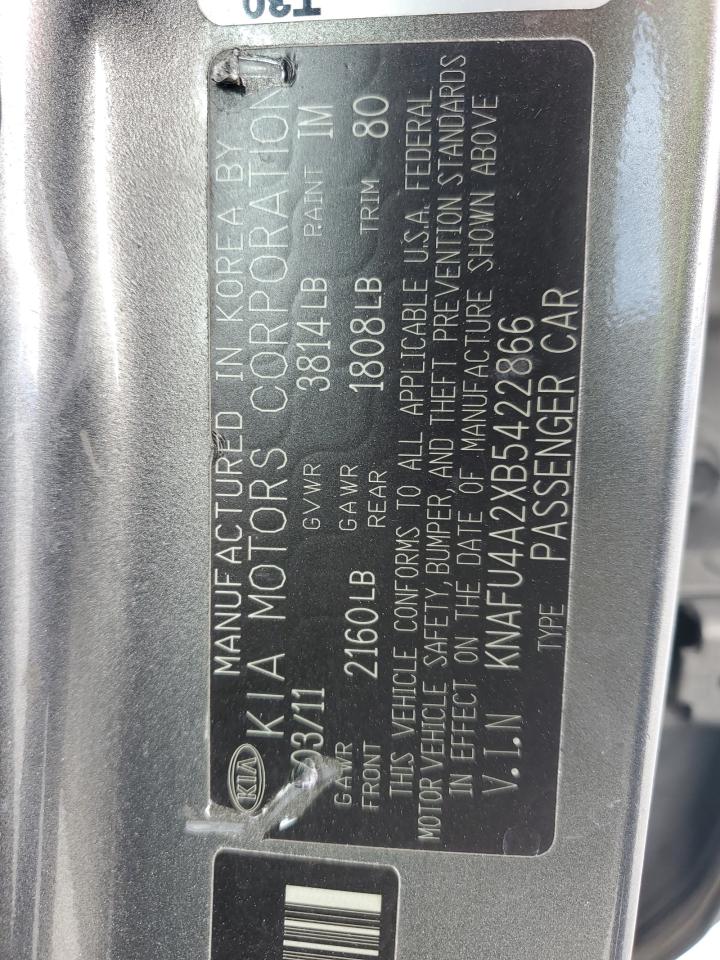 T30
MANUFACTURED IN KOREA BY
KIA KIA MOTORS CORPORATION
03/11 GVWR 3814LB PAINT IM
GAWR FRONT 2160LB GAWR REAR 1808LB TRIM 80
THIS VEHICLE CONFORMS TO ALL APPLICABLE U.S.A. FEDERAL
MOTOR VEHICLE SAFETY, BUMPER, AND THEFT PREVENTION STANDARDS
IN EFFECT ON THE DATE OF MANUFACTURE SHOWN ABOVE
V.I.N KNAFU4A2XB5422866
TYPE PASSENGER CAR